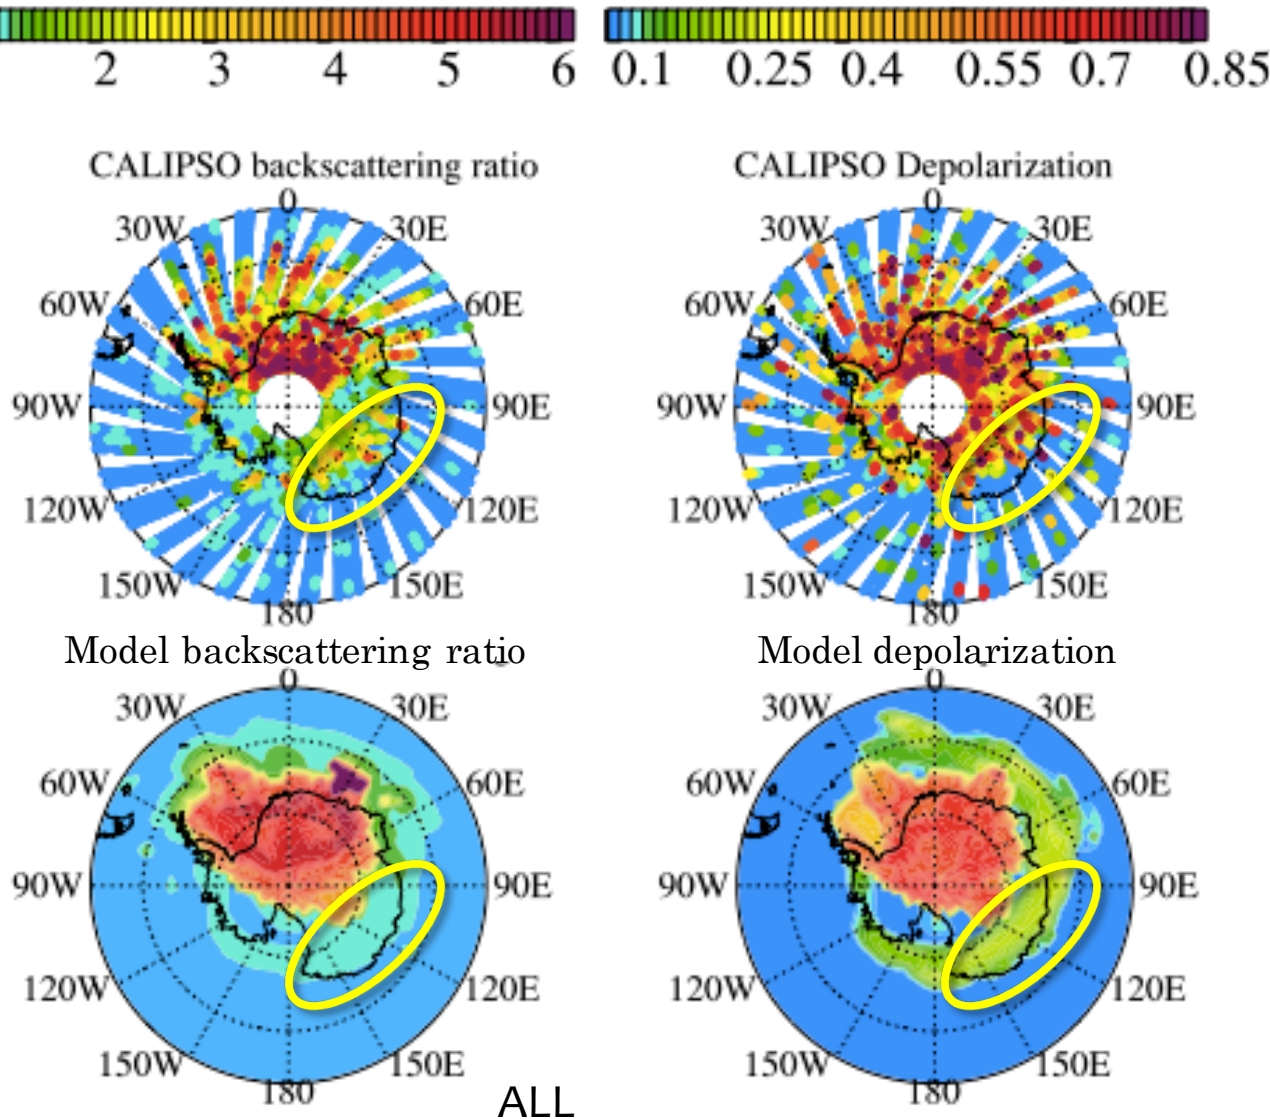 2 3 4 5 6 0.1 0.25 0.4 0.55 0.7 0.85
CALIPSO backscattering ratio CALIPSO Depolarization
0 0
30W 30E 30W 30E
60W 60E 60W 60E
90W 90E 90W 90E
120W 120E 120W 120E
150W 150E 150W 150E
180 180
Model backscattering ratio Model depolarization
0 0
30W 30E 30W 30E
60W 60E 60W 60E
90W 90E 90W 90E
120W 120E 120W 120E
150W 150E 150W 150E
180 180
ALL